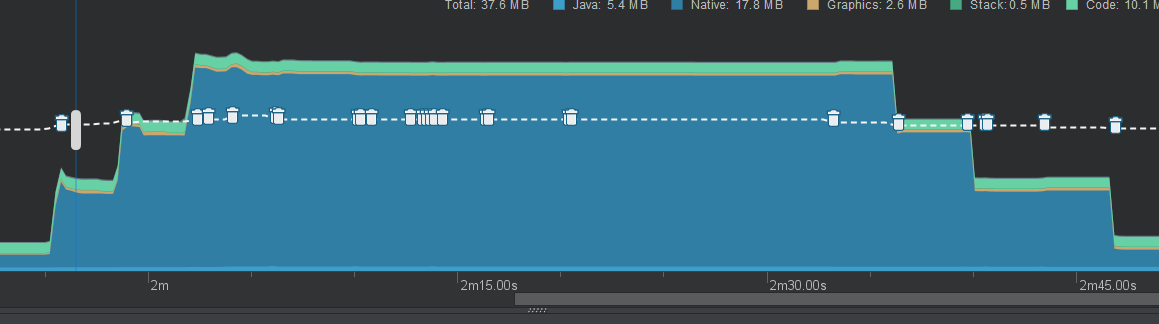 Total: 37.6 MB Java: 5.4 MB Native: 17.8 MB Graphics: 2.6 MB Stack: 0.5 MB Code: 10.1 M
2m 2m15.00s 2m30.00s 2m45.00s